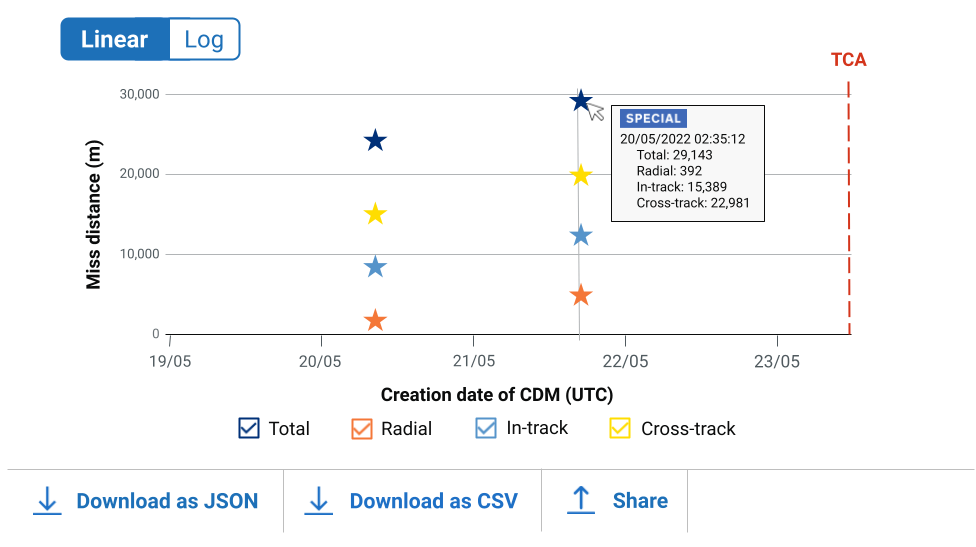 Linear Log
TCA
30,000
20,000
10,000
0
Miss distance (m)
SPECIAL
20/05/2022 02:35:12
Total: 29,143
Radial: 392
In-track: 15,389
Cross-track: 22,981
19/05 20/05 21/05 22/05 23/05
Creation date of CDM (UTC)
Total Radial In-track Cross-track
Download as JSON Download as CSV Share